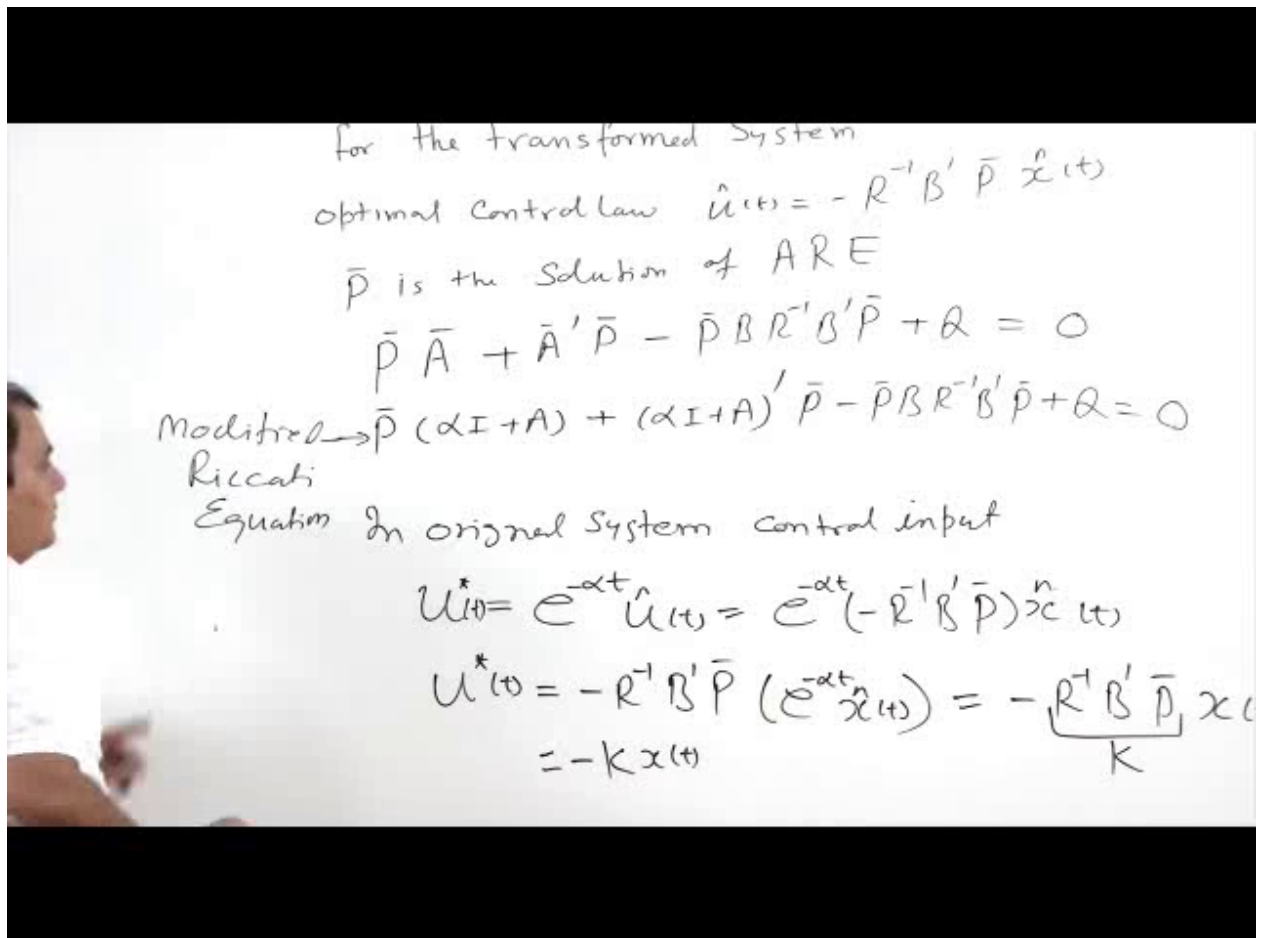 for the transformed System
optimal Control law û(t) = - R⁻¹ B' P̄ x̂(t)
P̄ is the Solution of ARE
P̄ Ā + Ā' P̄ - P̄ B R⁻¹ B' P̄ + Q = 0
Modified → P̄ (αI + A) + (αI + A)' P̄ - P̄ B R⁻¹ B' P̄ + Q = 0
Riccati
Equation In orignal System control input
u*(t) = e^{-αt} û(t) = e^{-αt} (- R⁻¹ B' P̄) x̂(t)
u*(t) = - R⁻¹ B' P̄ (e^{-αt} x̂(t)) = - R⁻¹ B' P̄ x(
= - K x(t) K